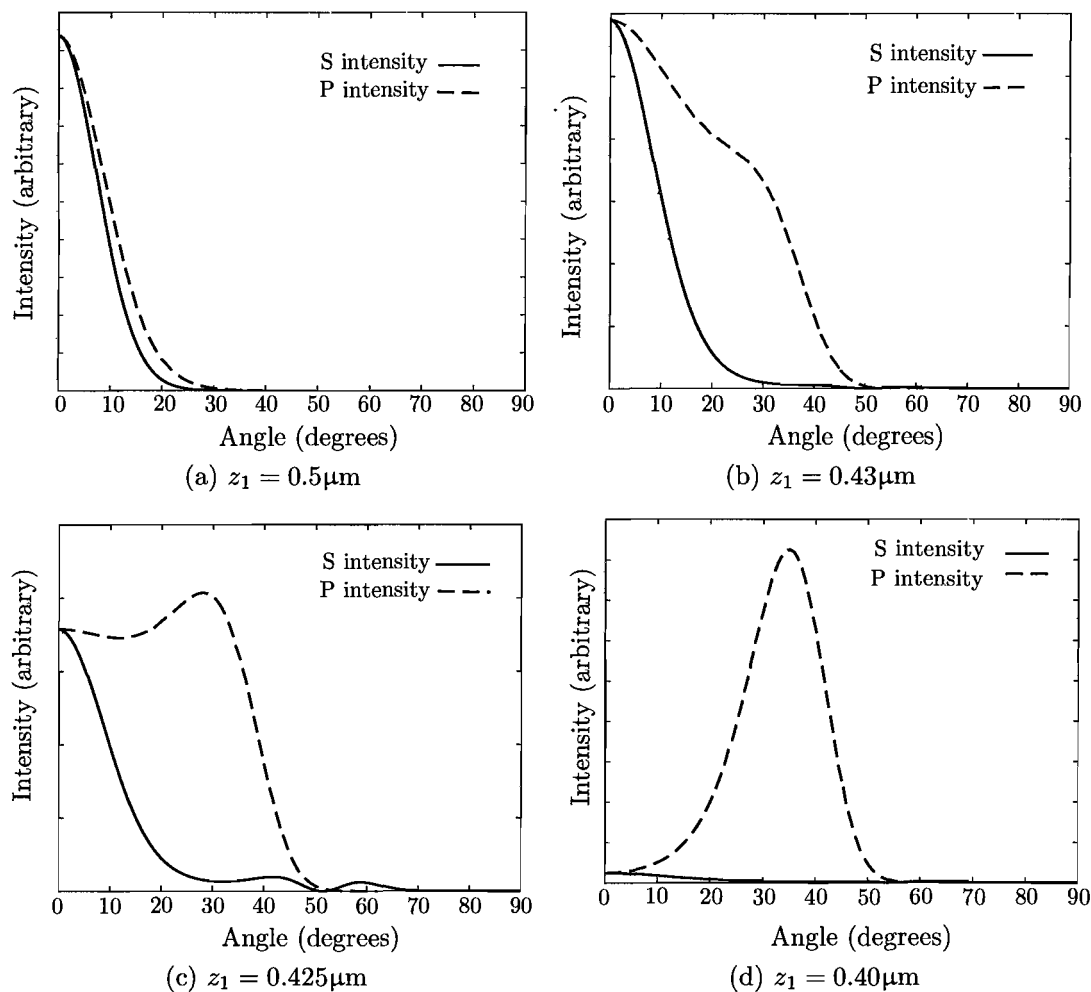 S intensity
P intensity
Intensity (arbitrary)
0 10 20 30 40 50 60 70 80 90
Angle (degrees)
(a) z₁ = 0.5μm
S intensity
P intensity
Intensity (arbitrary)
0 10 20 30 40 50 60 70 80 90
Angle (degrees)
(b) z₁ = 0.43μm
S intensity
P intensity
Intensity (arbitrary)
0 10 20 30 40 50 60 70 80 90
Angle (degrees)
(c) z₁ = 0.425μm
S intensity
P intensity
Intensity (arbitrary)
0 10 20 30 40 50 60 70 80 90
Angle (degrees)
(d) z₁ = 0.40μm